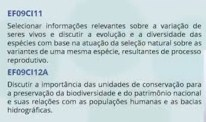 EF09CI11
Selecionar informações relevantes sobre a variação de
seres vivos e discutir a evolução e a diversidade das
espécies com base na atuação da seleção natural sobre as
variantes de uma mesma espécie, resultantes de processo
reprodutivo.
EF09CI12A
Discutir a importância das unidades de conservação para
a preservação da biodiversidade e do patrimônio nacional
e suas relações com as populações humanas e as bacias
hidrográficas.